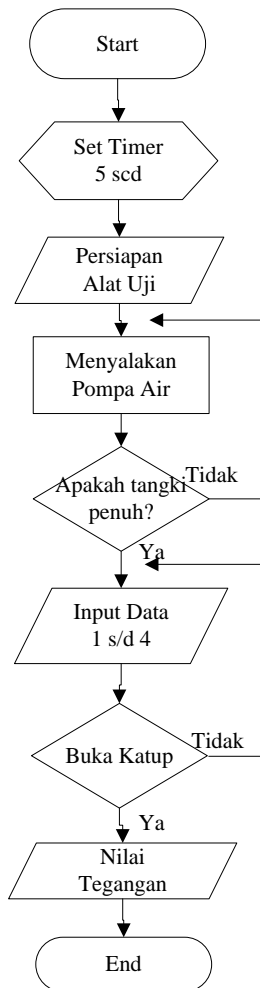 Start
Set Timer
5 scd
Persiapan
Alat Uji
Menyalakan
Pompa Air
Apakah tangki
penuh?
Tidak
Ya
Input Data
1 s/d 4
Buka Katup
Tidak
Ya
Nilai
Tegangan
End